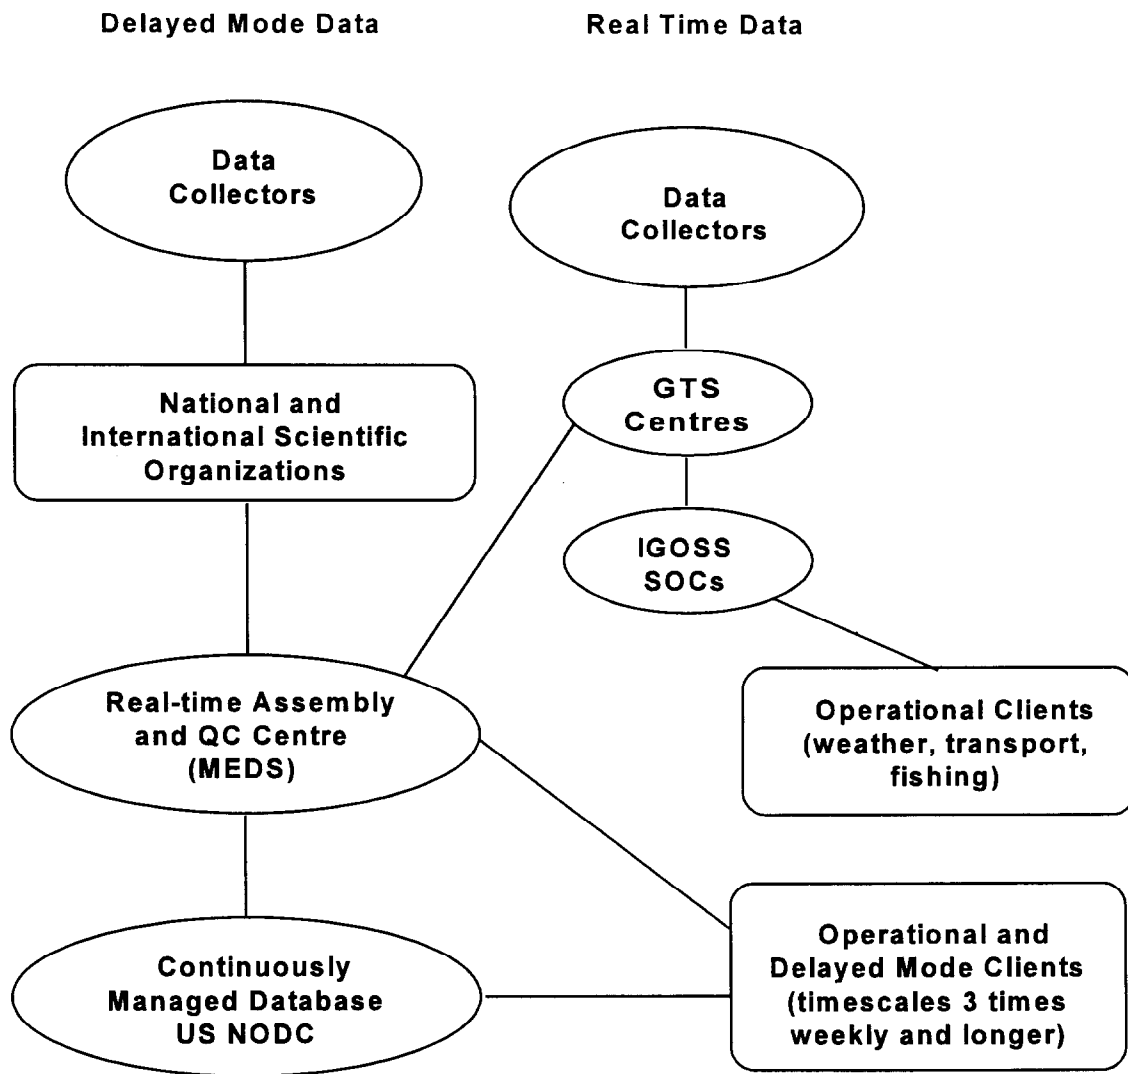 Delayed Mode Data
Real Time Data
Data
Collectors
Data
Collectors
National and
International Scientific
Organizations
GTS
Centres
IGOSS
SOCs
Real-time Assembly
and QC Centre
(MEDS)
Operational Clients
(weather, transport,
fishing)
Continuously
Managed Database
US NODC
Operational and
Delayed Mode Clients
(timescales 3 times
weekly and longer)